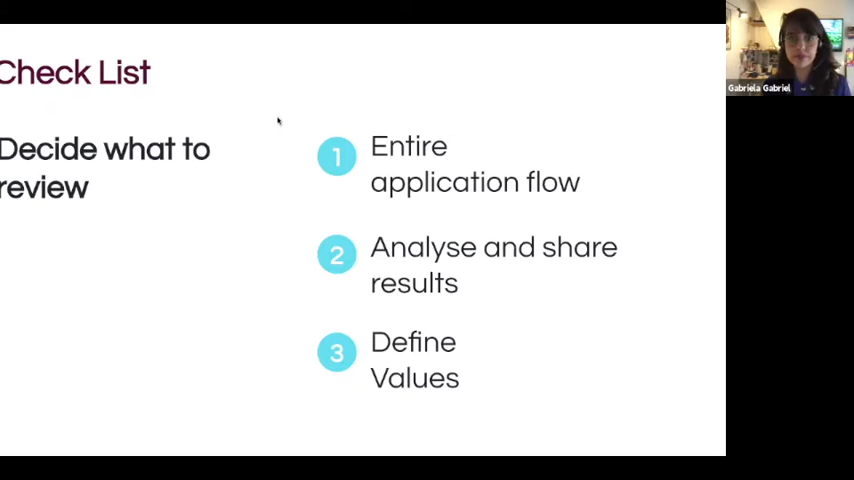 Check List
Decide what to
review
1 Entire
application flow
2 Analyse and share
results
3 Define
Values
Gabriela Gabriel